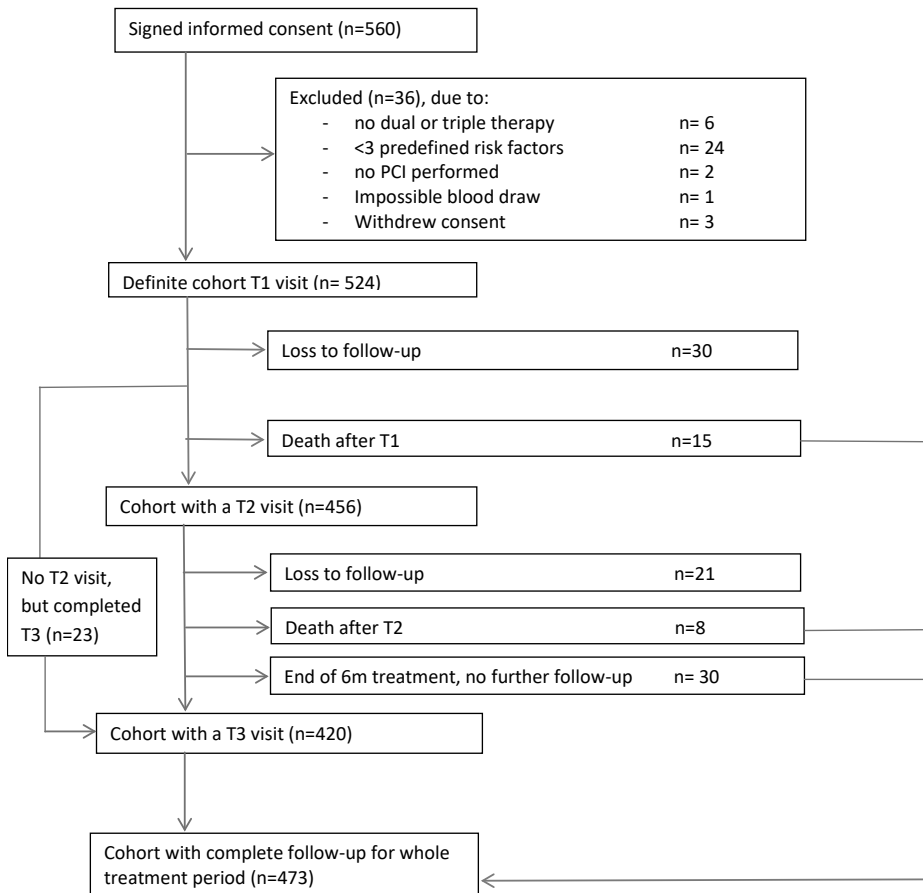 Signed informed consent (n=560)
Excluded (n=36), due to:
- no dual or triple therapy n= 6
- <3 predefined risk factors n= 24
- no PCI performed n= 2
- Impossible blood draw n= 1
- Withdrew consent n= 3
Definite cohort T1 visit (n= 524)
Loss to follow-up n=30
Death after T1 n=15
Cohort with a T2 visit (n=456)
No T2 visit,
but completed
T3 (n=23)
Loss to follow-up n=21
Death after T2 n=8
End of 6m treatment, no further follow-up n= 30
Cohort with a T3 visit (n=420)
Cohort with complete follow-up for whole
treatment period (n=473)